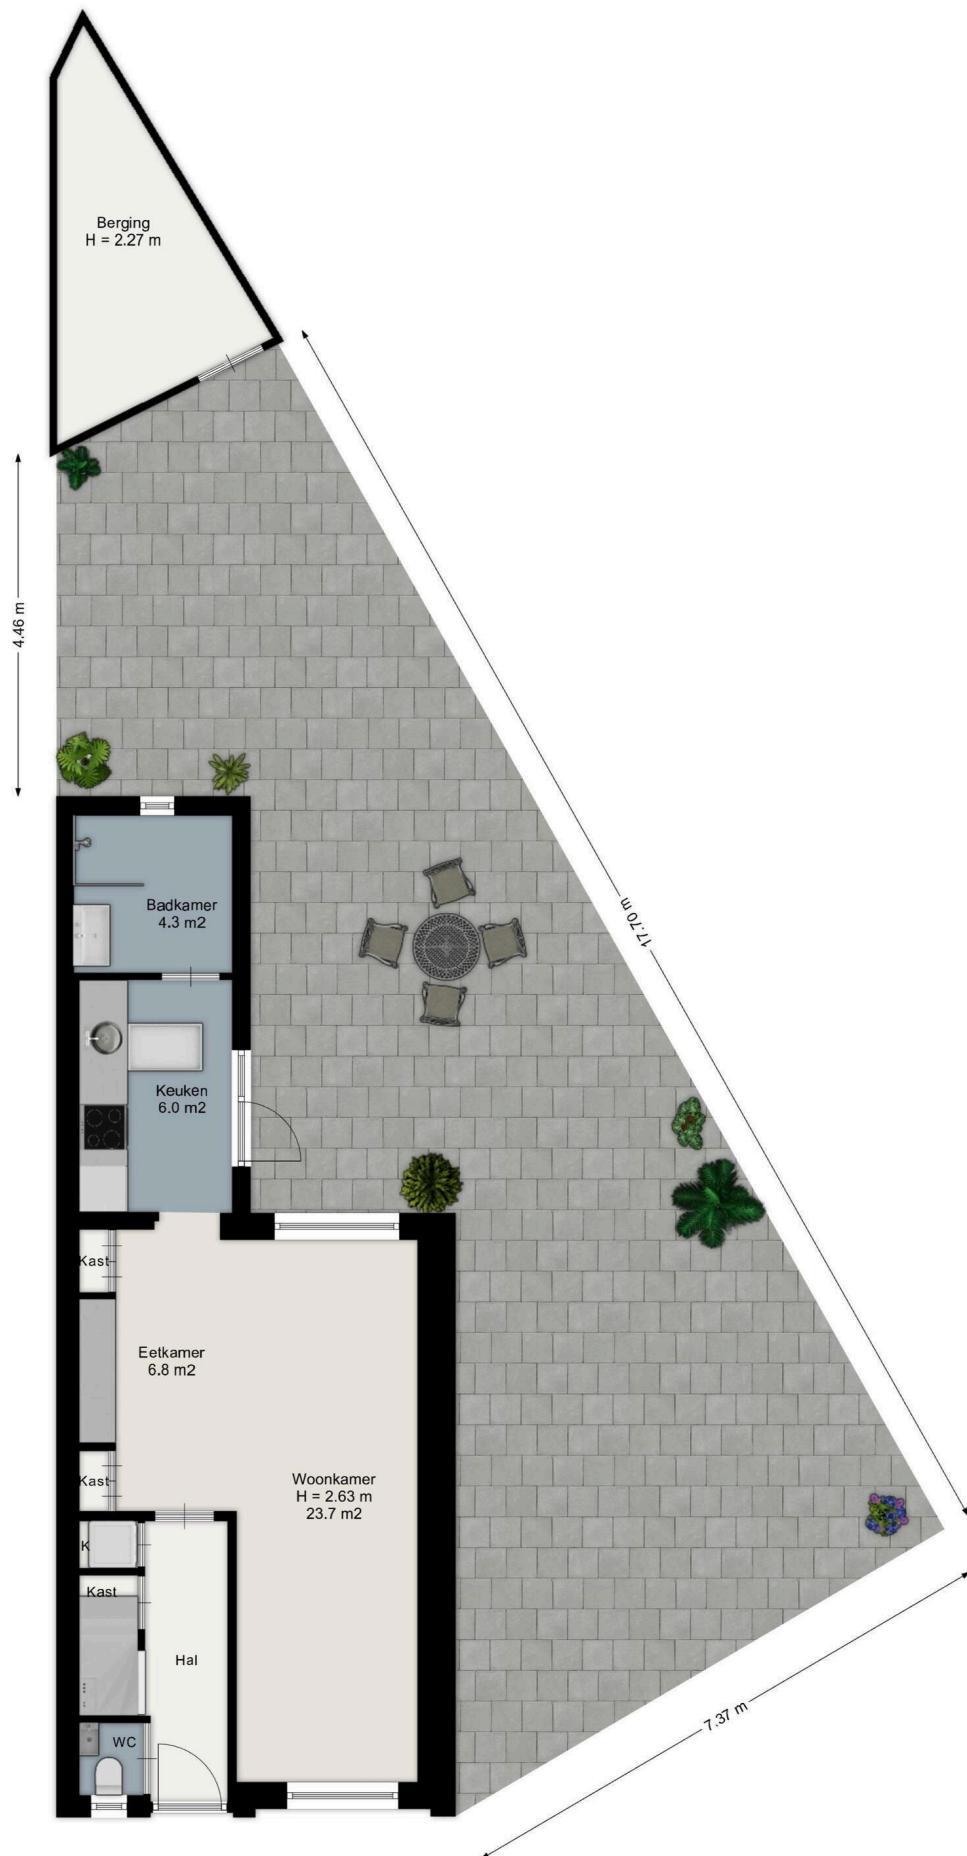 Berging
H = 2.27 m
4.46 m
17.70 m
Badkamer
4.3 m2
Keuken
6.0 m2
Kast
Eetkamer
6.8 m2
Kast
Woonkamer
H = 2.63 m
23.7 m2
K
Kast
Hal
7.37 m
WC